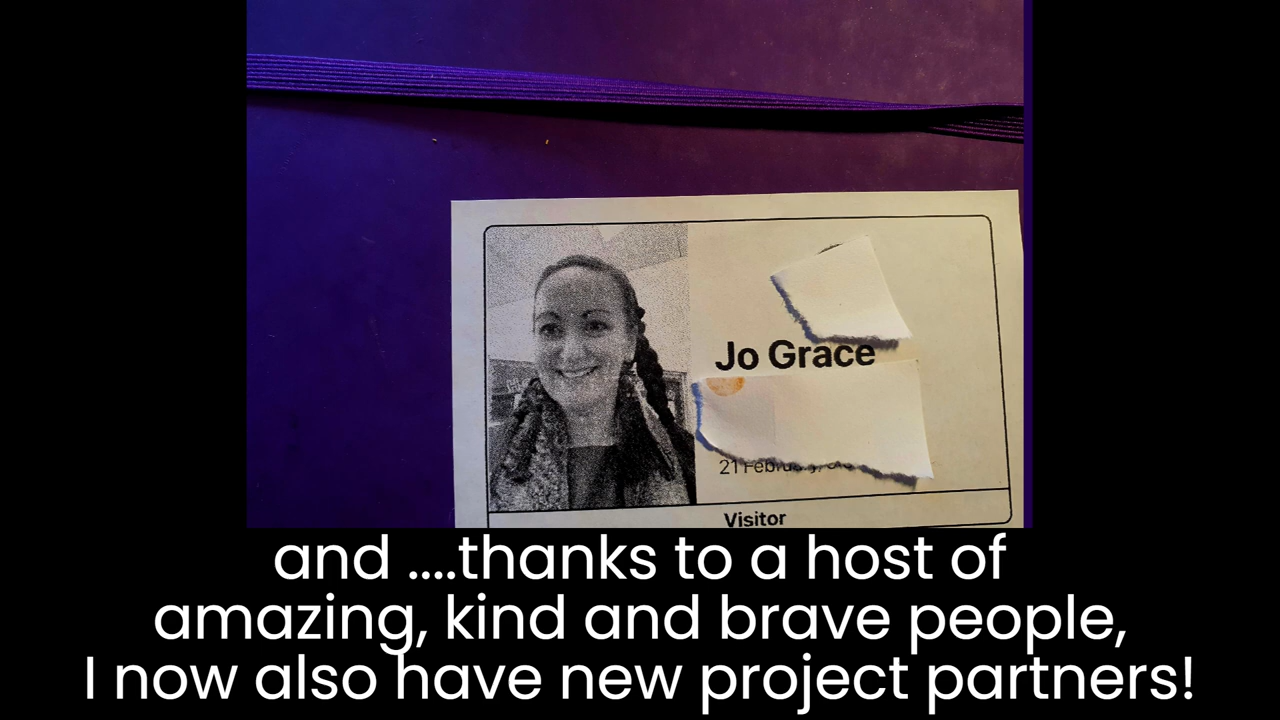 Jo Grace
21
Visitor
and ....thanks to a host of
amazing, kind and brave people,
I now also have new project partners!